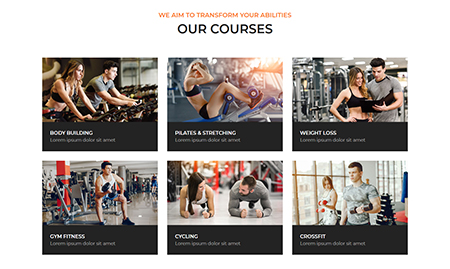 WE AIM TO TRANSFORM YOUR ABILITIES
OUR COURSES
BODY BUILDING
Lorem ipsum dolor sit amet
PILATES & STRETCHING
Lorem ipsum dolor sit amet
WEIGHT LOSS
Lorem ipsum dolor sit amet
GYM FITNESS
Lorem ipsum dolor sit amet
CYCLING
Lorem ipsum dolor sit amet
CROSSFIT
Lorem ipsum dolor sit amet